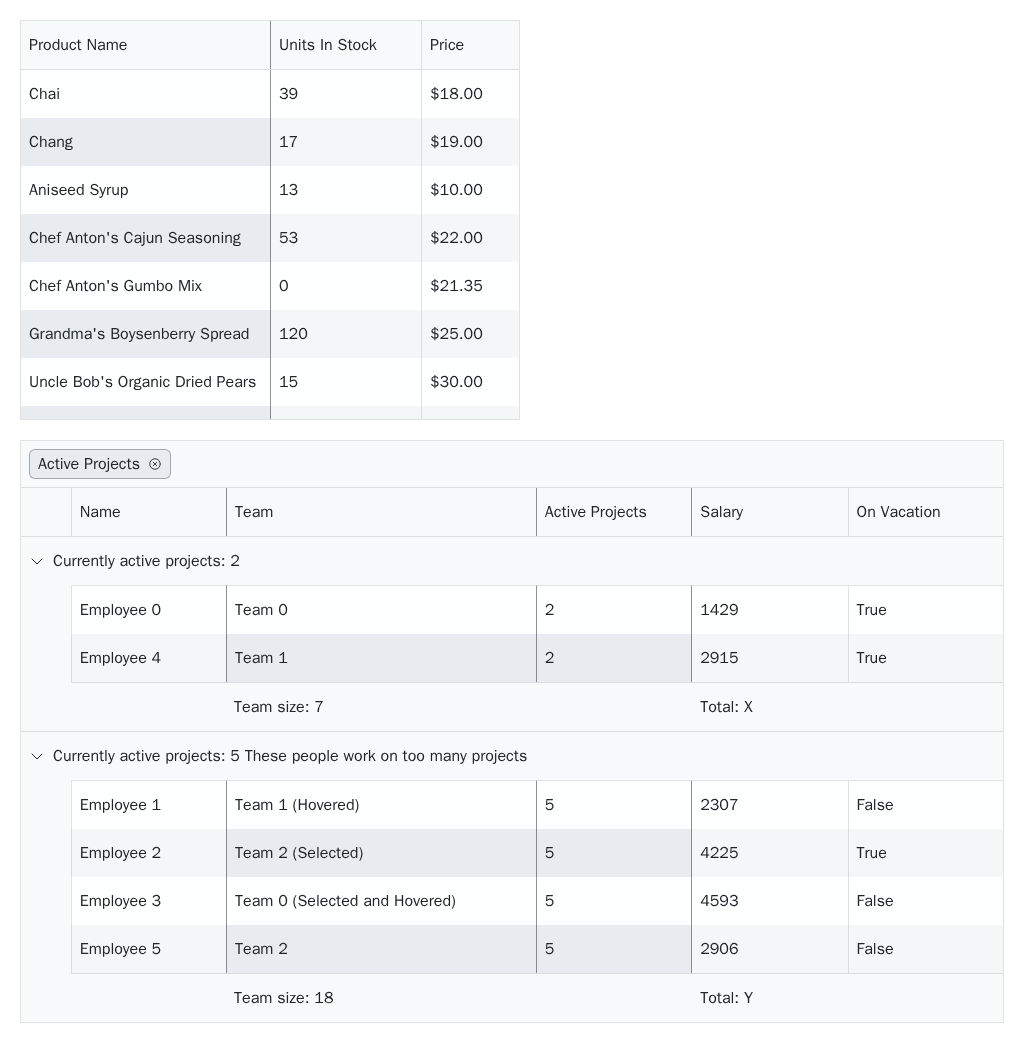 Product Name Units In Stock Price
Chai 39 $18.00
Chang 17 $19.00
Aniseed Syrup 13 $10.00
Chef Anton's Cajun Seasoning 53 $22.00
Chef Anton's Gumbo Mix 0 $21.35
Grandma's Boysenberry Spread 120 $25.00
Uncle Bob's Organic Dried Pears 15 $30.00
Active Projects
Name Team Active Projects Salary On Vacation
Currently active projects: 2
Employee 0 Team 0 2 1429 True
Employee 4 Team 1 2 2915 True
Team size: 7 Total: X
Currently active projects: 5 These people work on too many projects
Employee 1 Team 1 (Hovered) 5 2307 False
Employee 2 Team 2 (Selected) 5 4225 True
Employee 3 Team 0 (Selected and Hovered) 5 4593 False
Employee 5 Team 2 5 2906 False
Team size: 18 Total: Y